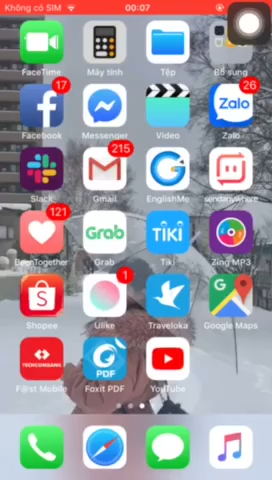 Không có SIM 00:07
FaceTime Máy tính Tệp Bổ sung
17 26
Zalo
Facebook Messenger Video Zalo
215
Slack Gmail EnglishMe sendanywhere
121
Grab TIKI
BeenTogether Grab Tiki Zing MP3
1
G
Shopee Ulike Traveloka Google Maps
TECHCOMBANK PDF
F@st Mobile Foxit PDF YouTube